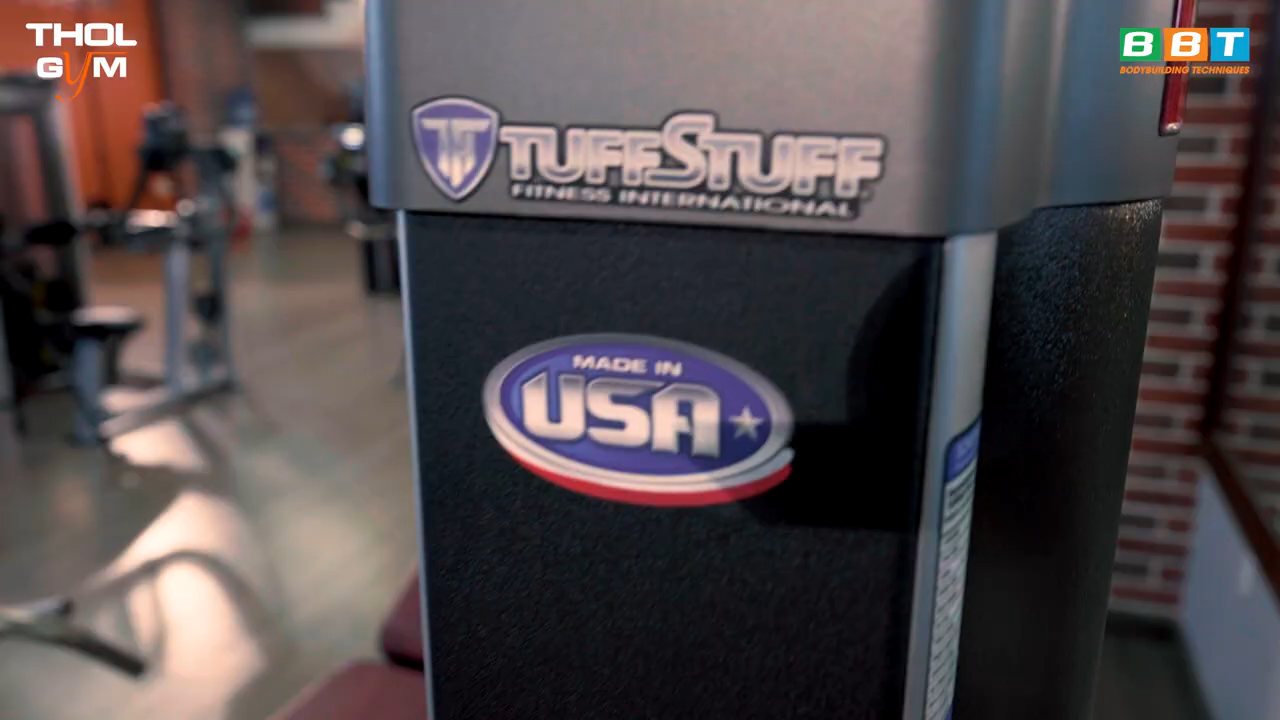 THOL
GYM
BBT
BODYBUILDING TECHNIQUES
TUFFSTUFF
FITNESS INTERNATIONAL
MADE IN
USA